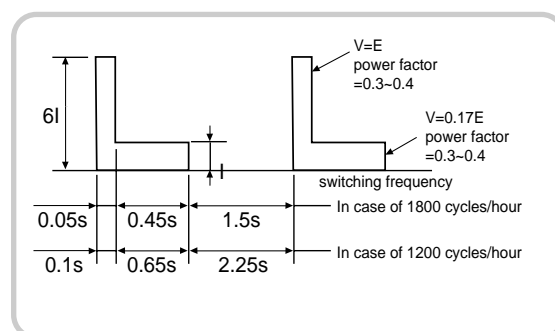 V=E
power factor
=0.3~0.4
6I
V=0.17E
power factor
=0.3~0.4
I
switching frequency
0.05s 0.45s 1.5s In case of 1800 cycles/hour
0.1s 0.65s 2.25s In case of 1200 cycles/hour